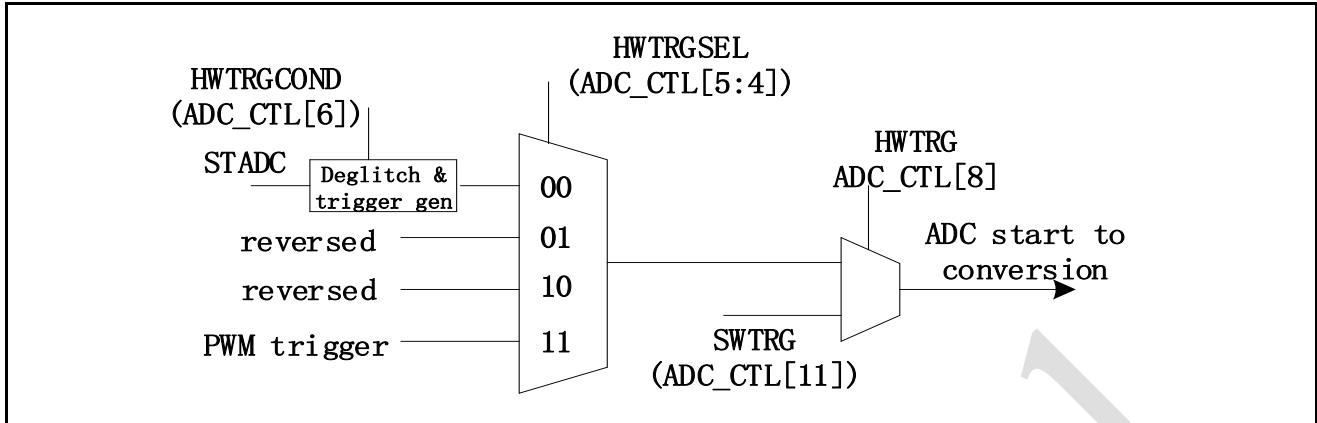 HWTRGSEL
(ADC_CTL[5:4])
HWTRGCOND
(ADC_CTL[6])
HWTRG
ADC_CTL[8]
STADC
Deglitch &
trigger gen
00
reversed
01
ADC start to
conversion
reversed
10
PWM trigger
11
SWTRG
(ADC_CTL[11])